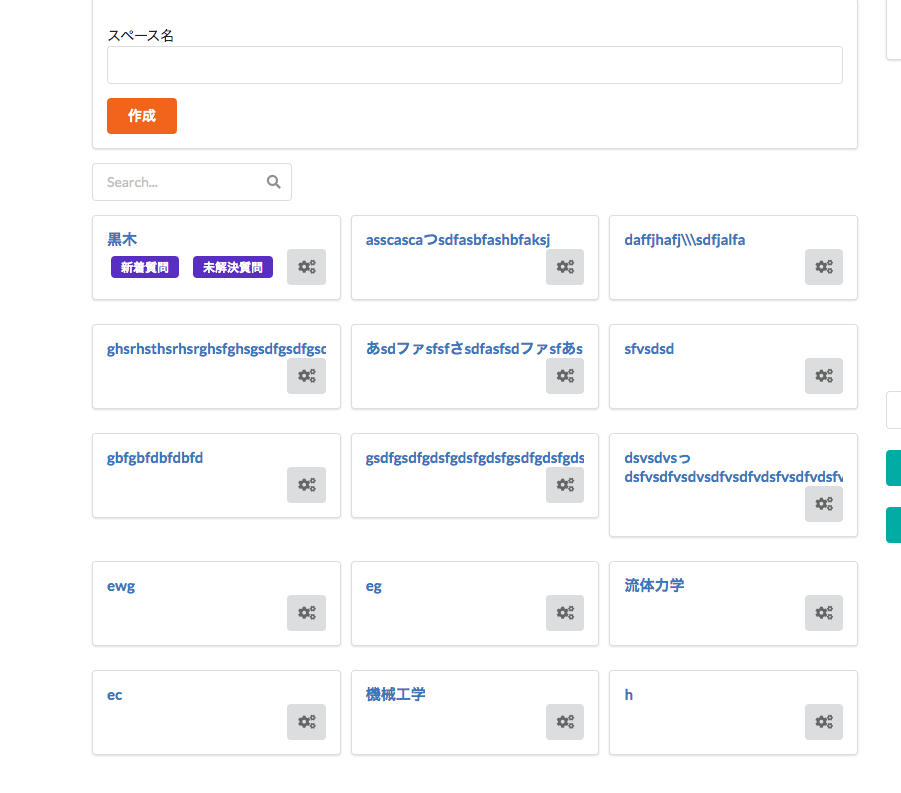 スペース名
作成
Search...
黒木
新着質問 未解決質問
asscascaつsdfasbfashbfaksj
daffjhafj\\\sdfjalfa
ghsrhsthsrhsrghsfghsgsdfgsdfgsd
あsdファsfsfさsdfasfsdファsfあs
sfvsdsd
gbfgbfdbfdbfd
gsdfgsdfgdsfgdsfgdsfgsdfgdsfgds
dsvsdvsっ
dsfvsdfvsdvsdfvsdfvdsfvsdfvdsfv
ewg
eg
流体力学
ec
機械工学
h